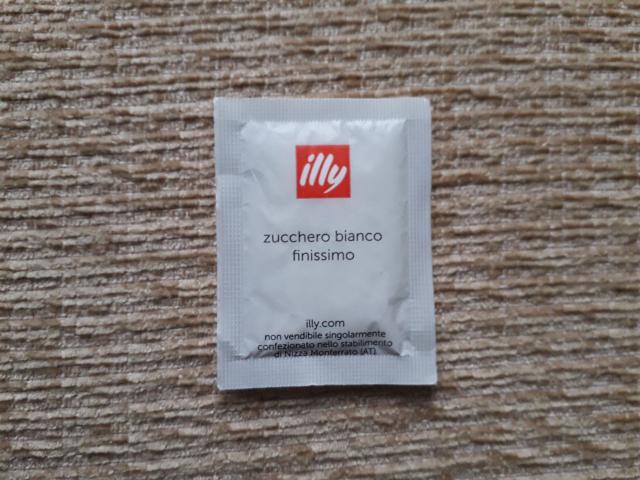 illy
zucchero bianco
finissimo
illy.com
non vendibile singolarmente
confezionato nello stabilimento
di Nizza Monferrato (AT)